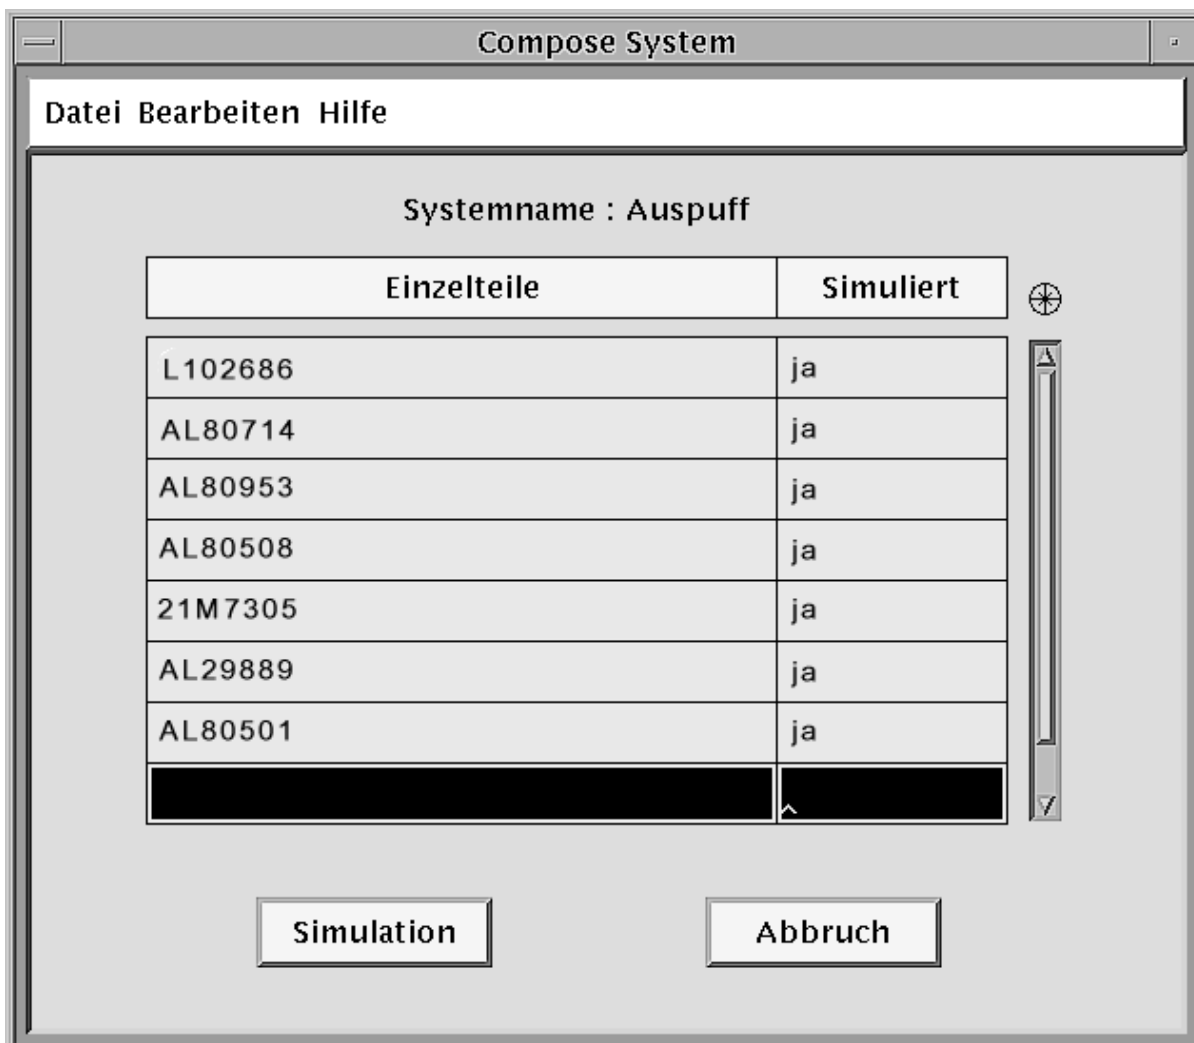 Compose System
Datei Bearbeiten Hilfe
Systemname : Auspuff
Einzelteile Simuliert
L102686 ja
AL80714 ja
AL80953 ja
AL80508 ja
21M7305 ja
AL29889 ja
AL80501 ja
Simulation Abbruch